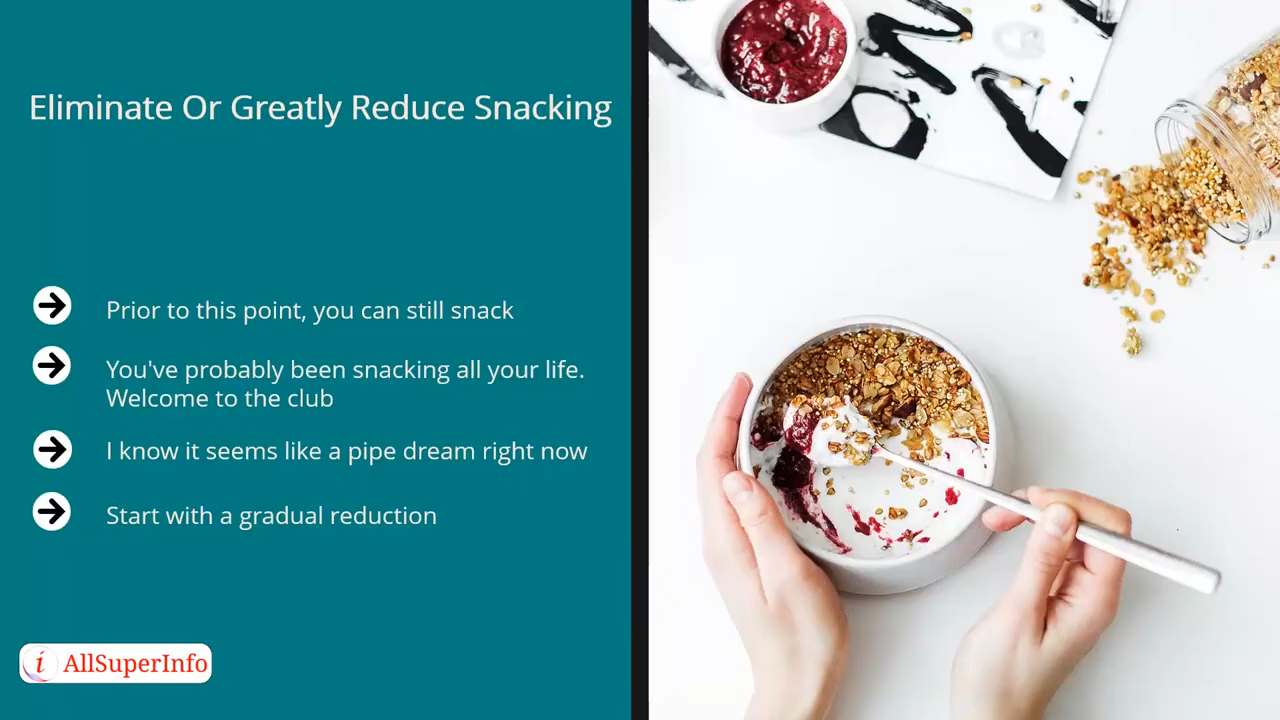 Eliminate Or Greatly Reduce Snacking
Prior to this point, you can still snack
You've probably been snacking all your life.
Welcome to the club
I know it seems like a pipe dream right now
Start with a gradual reduction
i AllSuperInfo